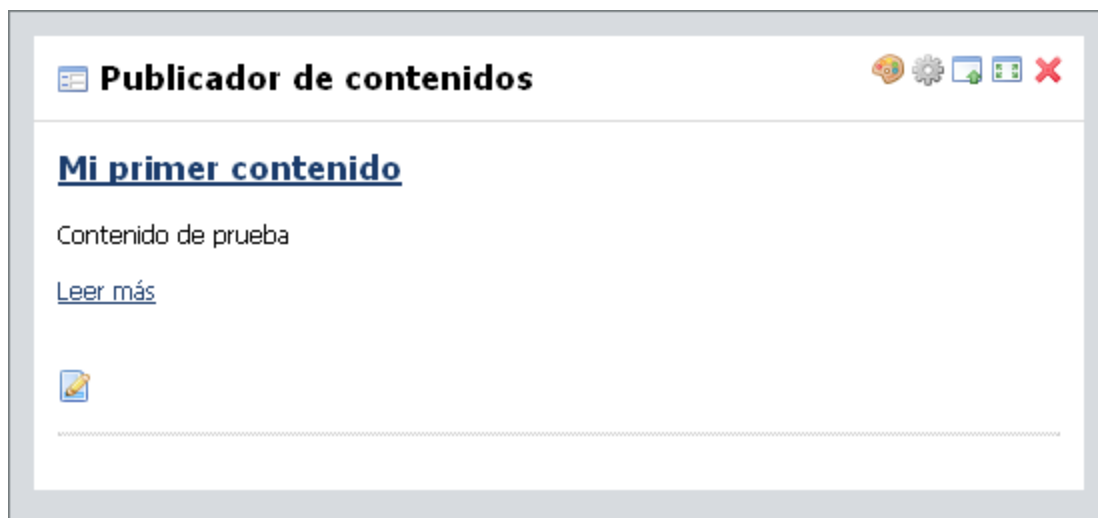 Publicador de contenidos
Mi primer contenido
Contenido de prueba
Leer más